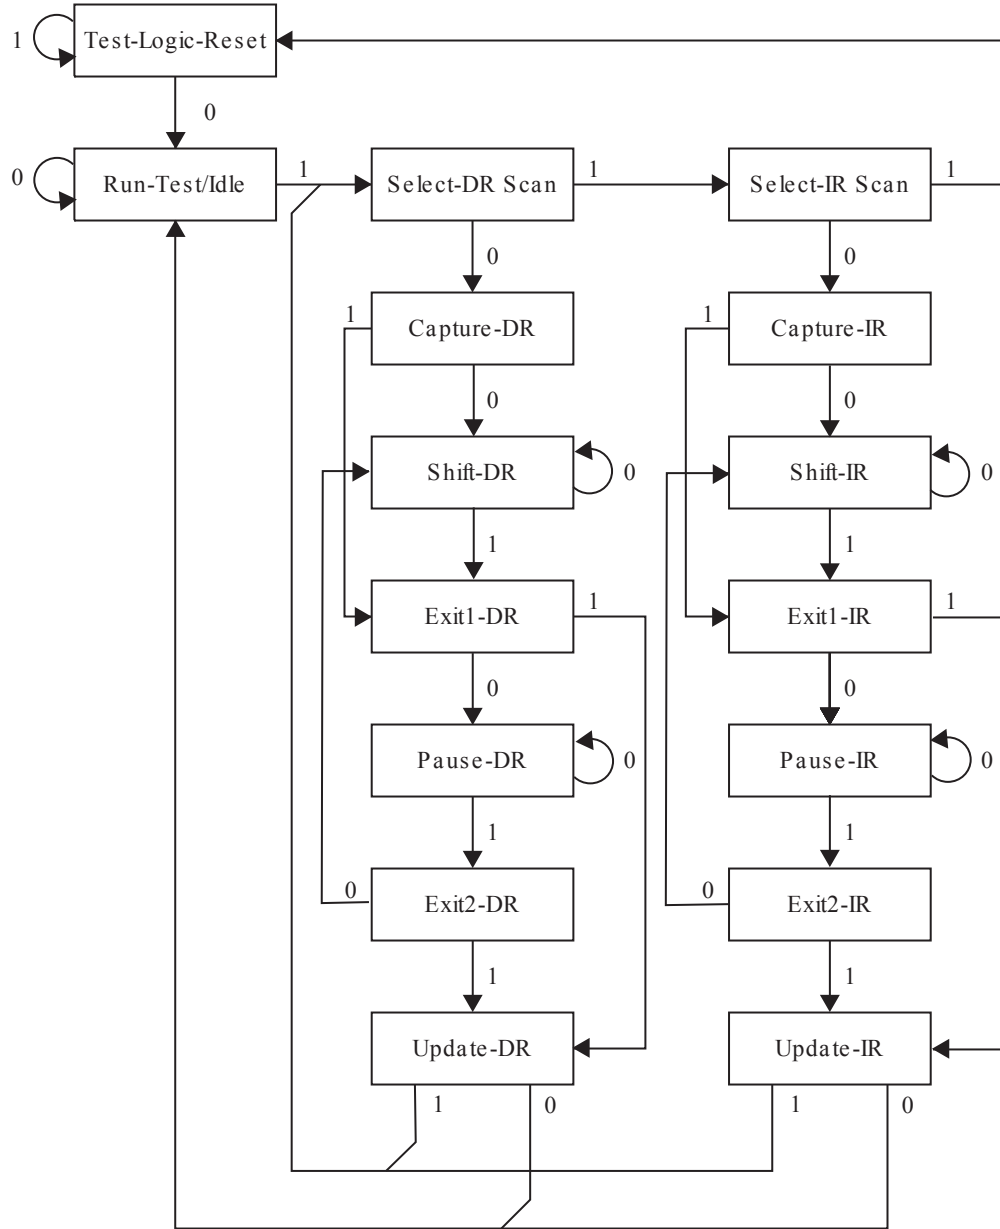 1 Test-Logic-Reset
0
0 Run-Test/Idle 1 Select-DR Scan 1 Select-IR Scan 1
0 0
1 Capture-DR 1 Capture-IR
0 0
Shift-DR 0 Shift-IR 0
1 1
Exit1-DR 1 Exit1-IR 1
0 0
Pause-DR 0 Pause-IR 0
1 1
0 Exit2-DR 0 Exit2-IR
1 1
Update-DR Update-IR
1 0 1 0